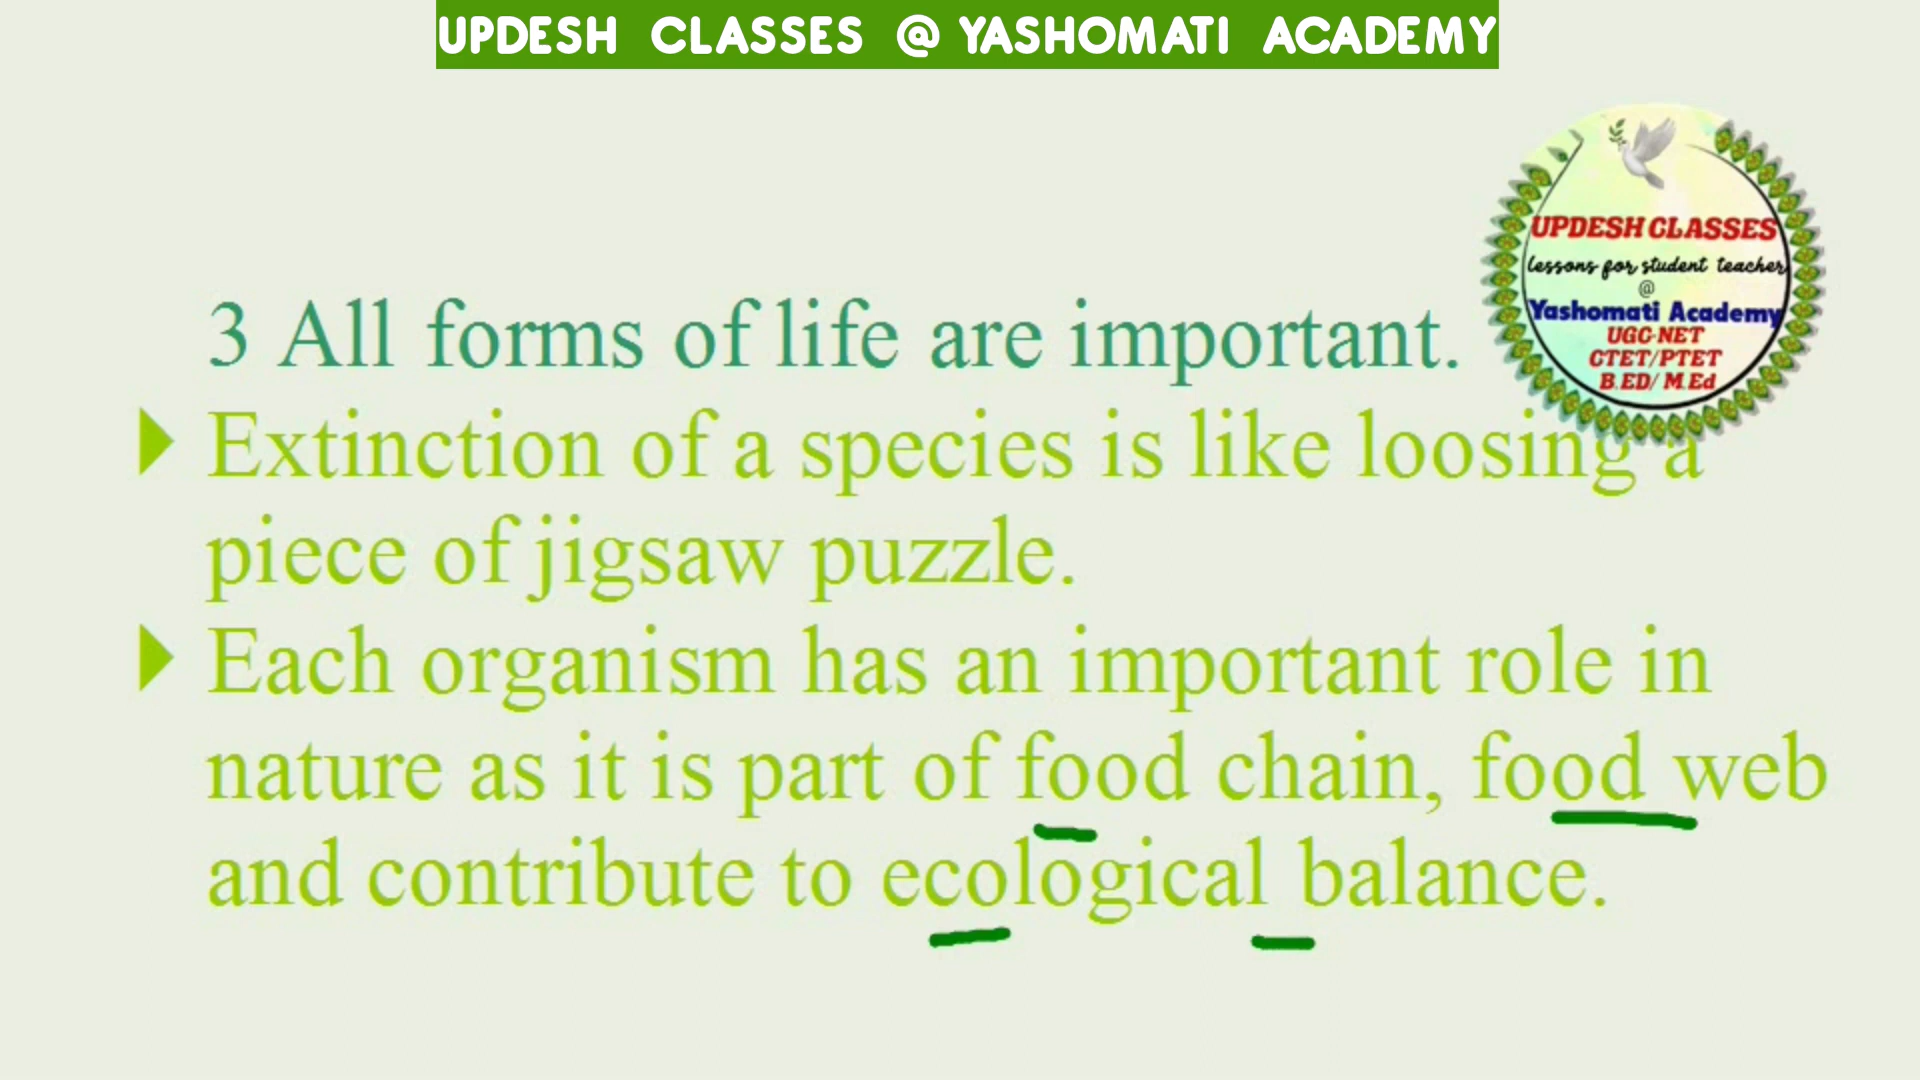 UPDESH CLASSES @ YASHOMATI ACADEMY
UPDESH CLASSES
lessons for student teacher
@
Yashomati Academy
UGC-NET
CTET/PTET
B.ED/ M.Ed
3 All forms of life are important.
Extinction of a species is like loosing a
piece of jigsaw puzzle.
Each organism has an important role in
nature as it is part of food chain, food web
and contribute to ecological balance.